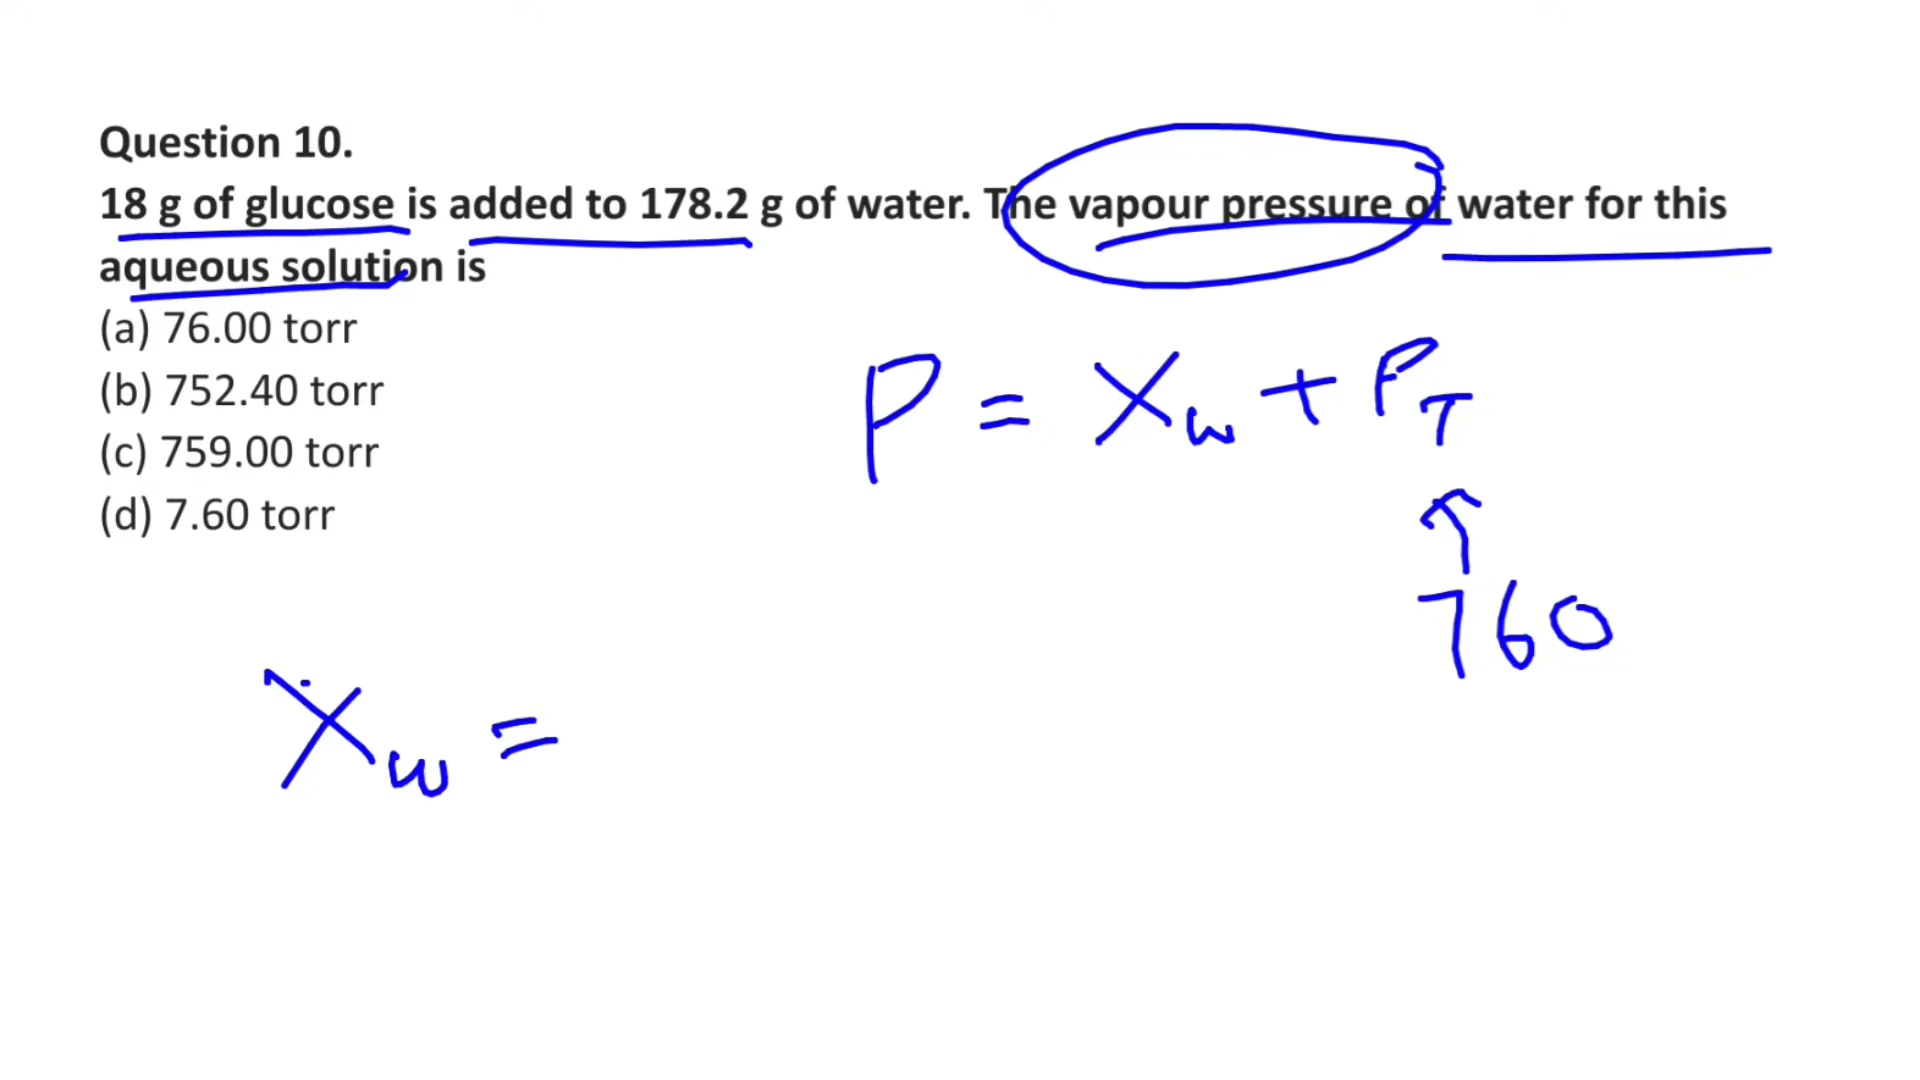 Question 10.
18 g of glucose is added to 178.2 g of water. The vapour pressure of water for this
aqueous solution is
(a) 76.00 torr
(b) 752.40 torr
(c) 759.00 torr
(d) 7.60 torr
P = Xw + PT
760
Xw =